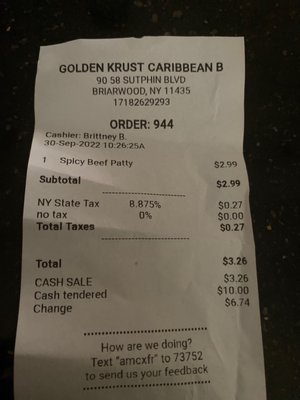 GOLDEN KRUST CARIBBEAN B
90 58 SUTPHIN BLVD
BRIARWOOD, NY 11435
17182629293
ORDER: 944
Cashier: Brittney B.
30-Sep-2022 10:26:25A
1 Spicy Beef Patty $2.99
Subtotal $2.99
NY State Tax 8.875% $0.27
no tax 0% $0.00
Total Taxes $0.27
Total $3.26
CASH SALE $3.26
Cash tendered $10.00
Change $6.74
How are we doing?
Text "amcxfr" to 73752
to send us your feedback